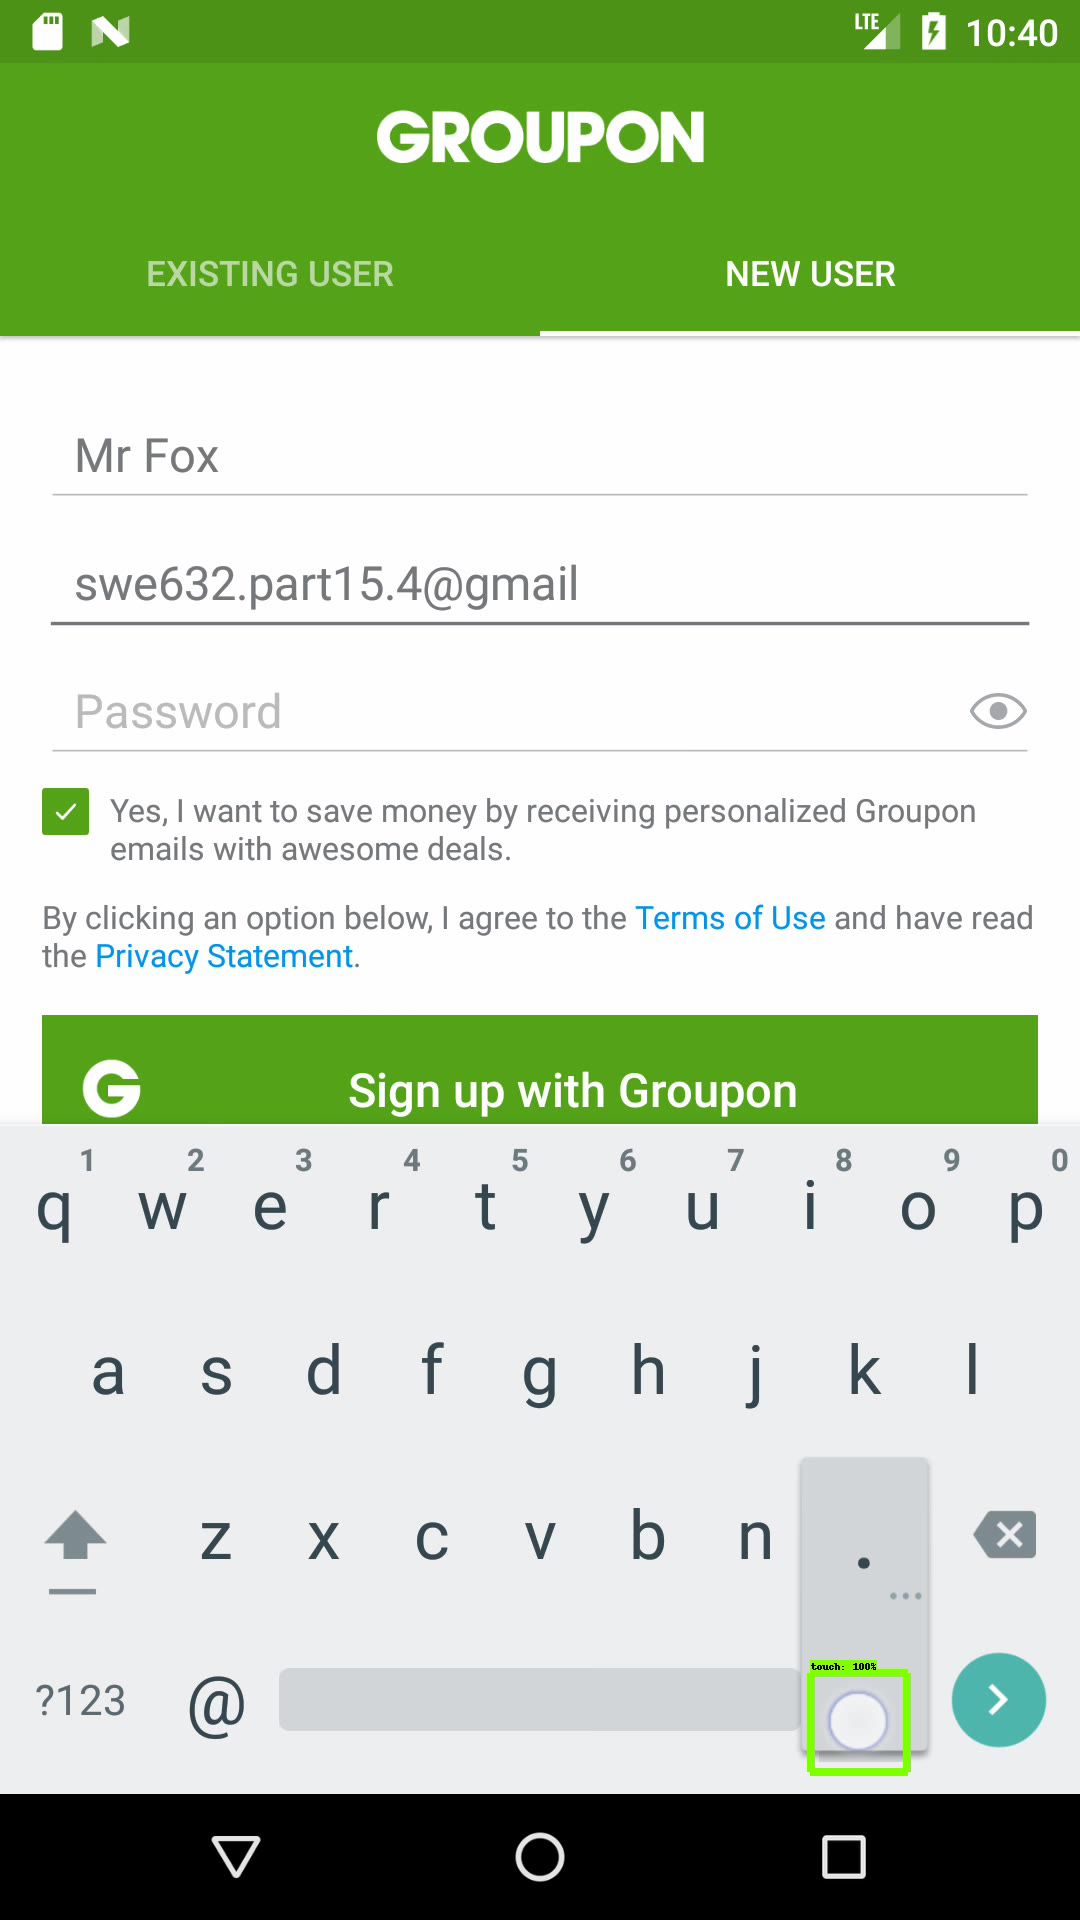 LTE 10:40
GROUPON
EXISTING USER NEW USER
Mr Fox
swe632.part15.4@gmail
Password
Yes, I want to save money by receiving personalized Groupon
emails with awesome deals.
By clicking an option below, I agree to the Terms of Use and have read
the Privacy Statement.
G Sign up with Groupon
1 2 3 4 5 6 7 8 9 0
q w e r t y u i o p
a s d f g h j k l
z x c v b n .
touch: 100%
?123 @